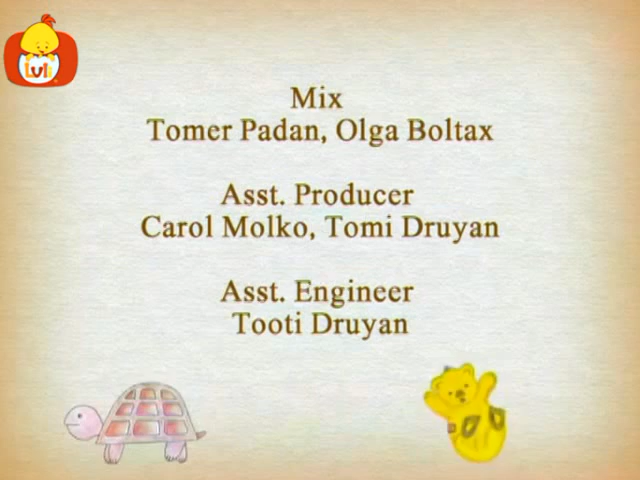 Luli
Mix
Tomer Padan, Olga Boltax
Asst. Producer
Carol Molko, Tomi Druyan
Asst. Engineer
Tooti Druyan